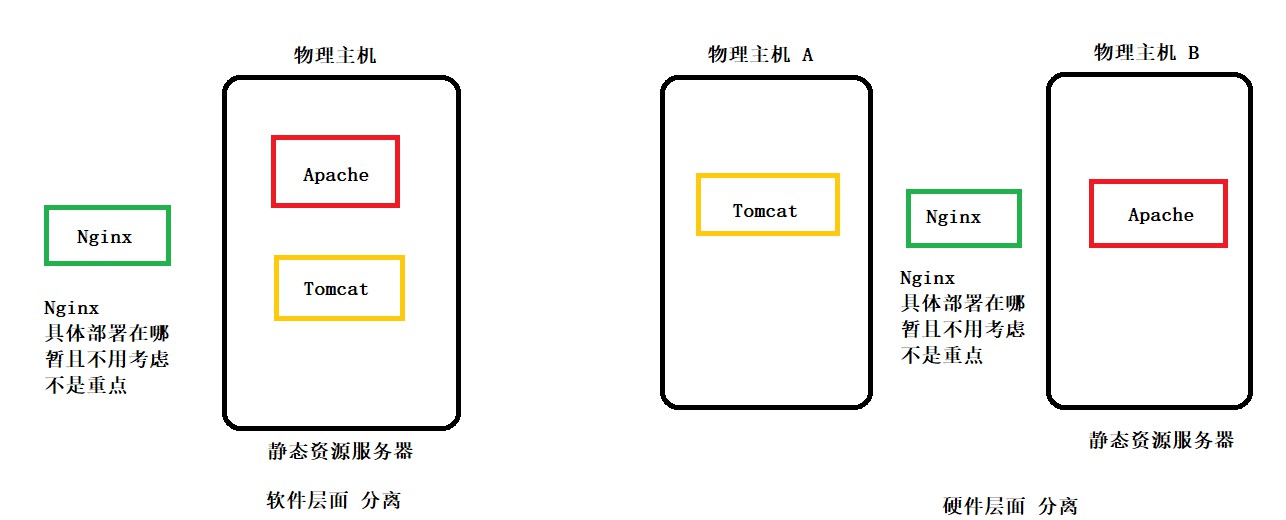 物理主机
Apache
Nginx
Tomcat
Nginx
具体部署在哪
暂且不用考虑
不是重点
静态资源服务器
软件层面 分离
物理主机 A
物理主机 B
Tomcat
Nginx
Apache
Nginx
具体部署在哪
暂且不用考虑
不是重点
静态资源服务器
硬件层面 分离